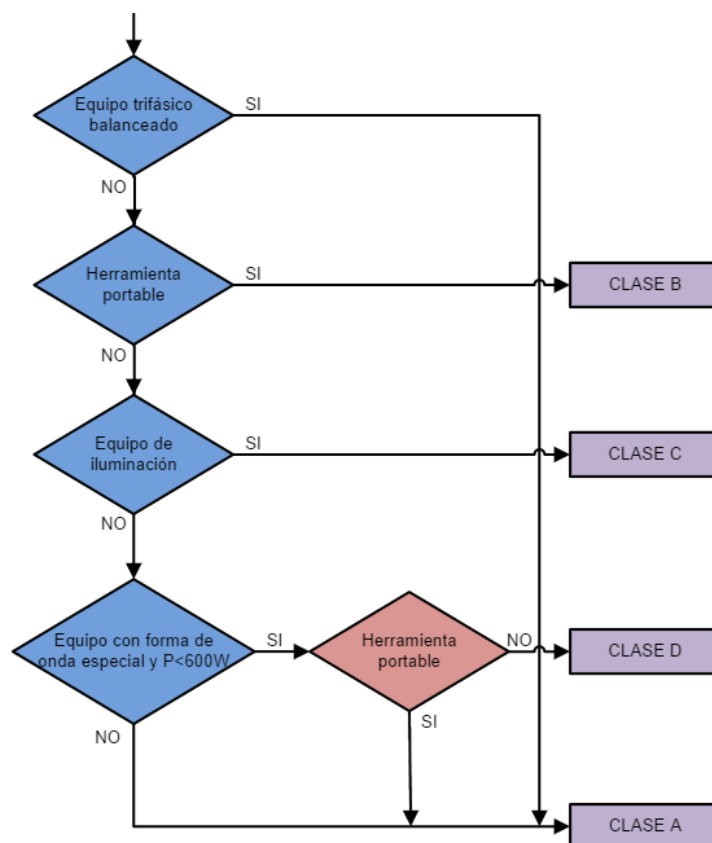 Equipo trifásico
balanceado
SI
NO
Herramienta
portable
SI
CLASE B
NO
Equipo de
iluminación
SI
CLASE C
NO
Equipo con forma de
onda especial y P<600W
SI
Herramienta
portable
NO
CLASE D
SI
NO
CLASE A